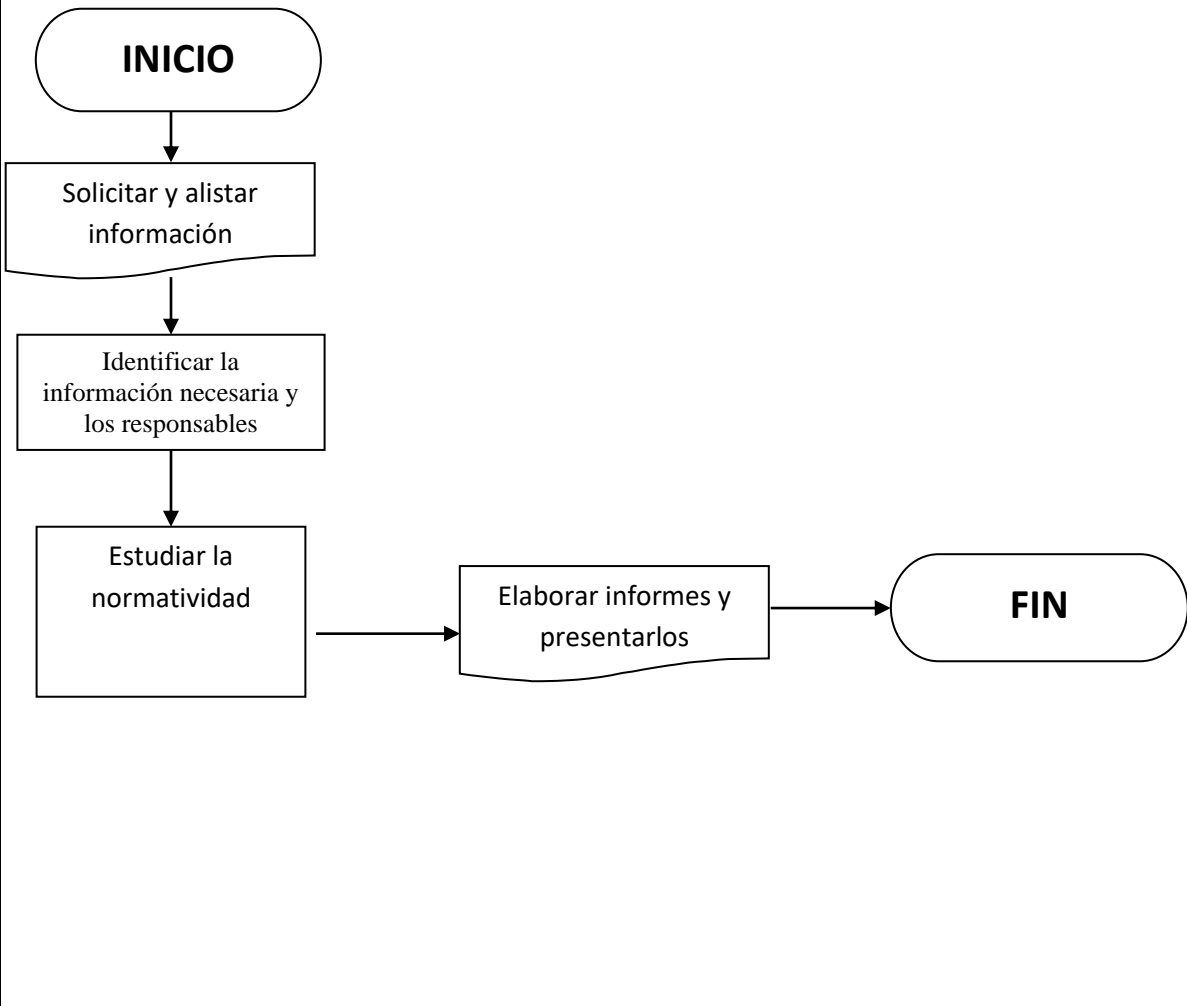 INICIO
Solicitar y alistar
información
Identificar la
información necesaria y
los responsables
Estudiar la
normatividad
Elaborar informes y
presentarlos
FIN